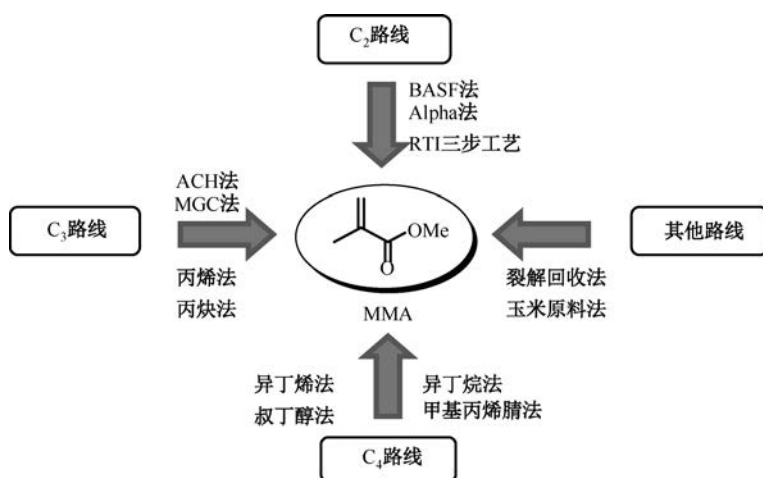 C₂路线
BASF法
Alpha法
RTI三步工艺
ACH法
MGC法
C₃路线
丙烯法
丙炔法
OMe
O
MMA
其他路线
裂解回收法
玉米原料法
异丁烯法
叔丁醇法
异丁烷法
甲基丙烯腈法
C₄路线